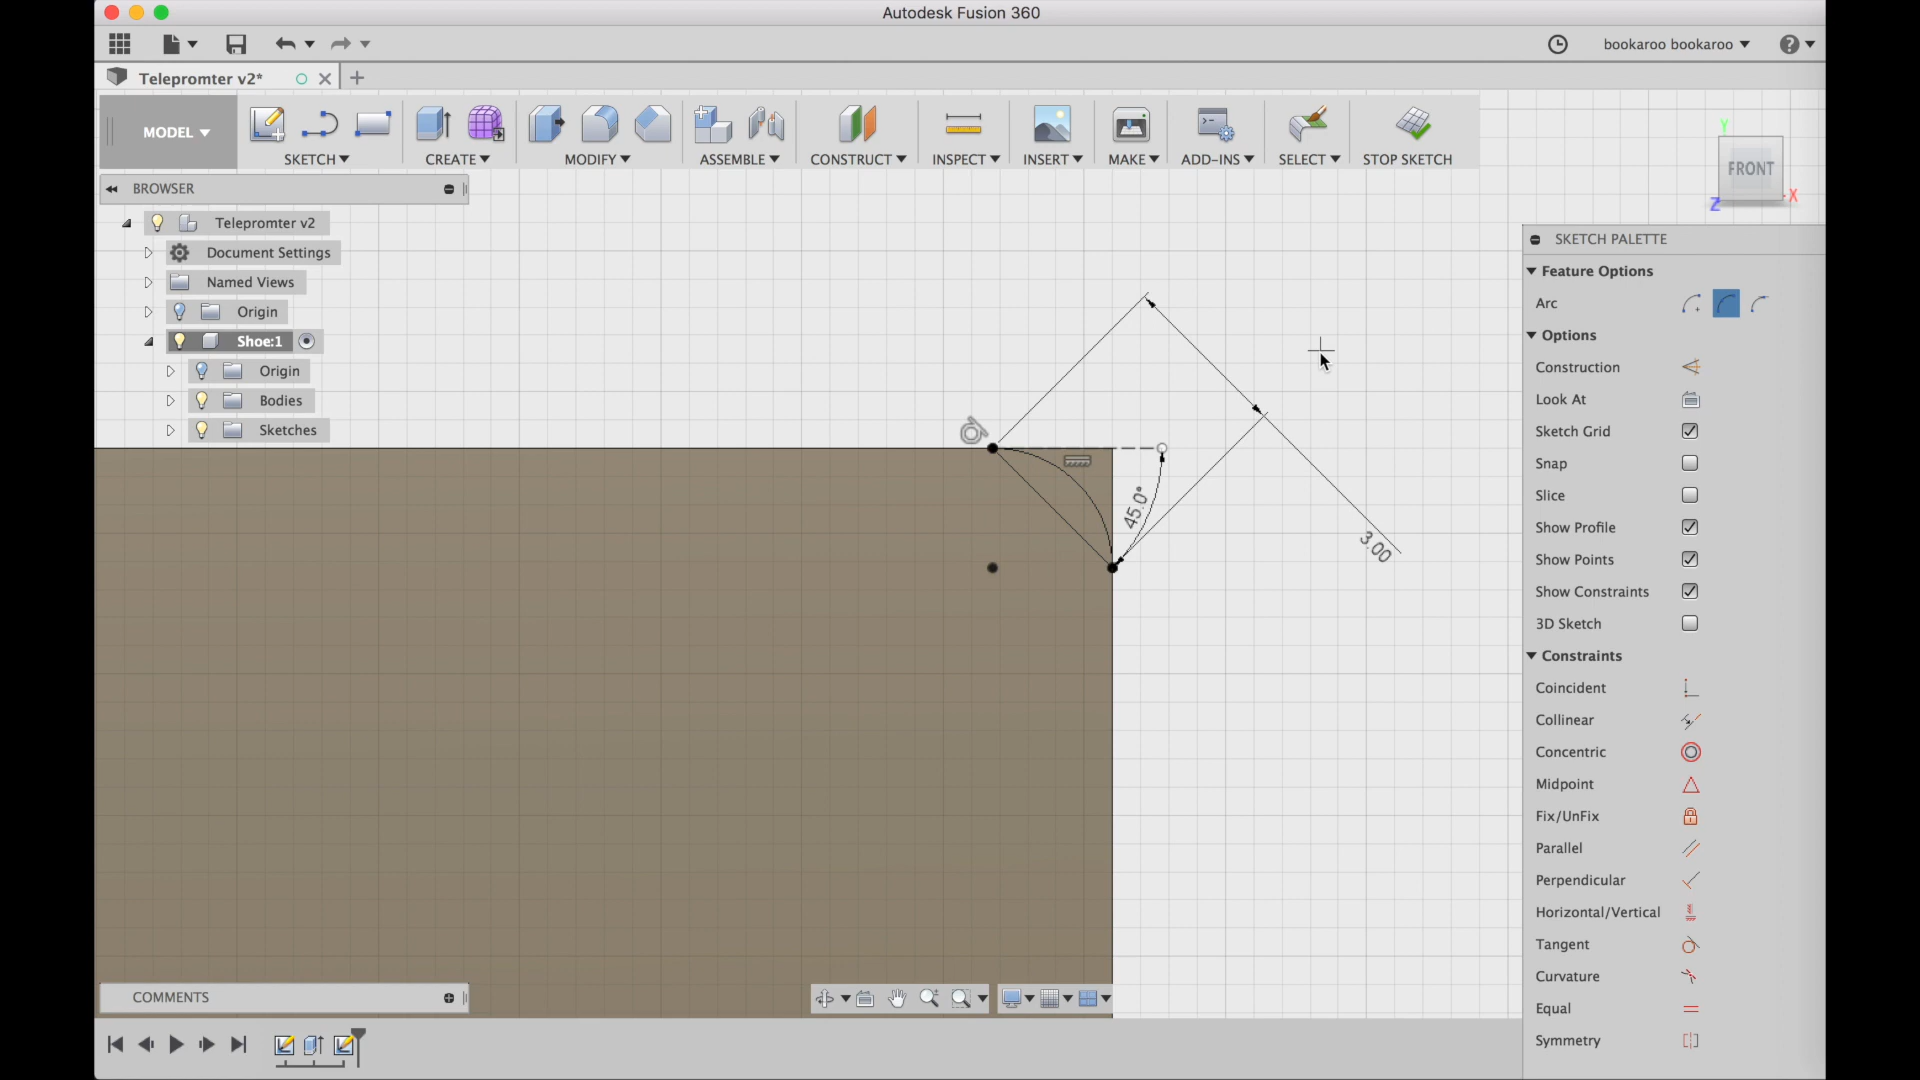 Autodesk Fusion 360
bookaroo bookaroo
Telepromter v2*
MODEL
SKETCH
CREATE
MODIFY
ASSEMBLE
CONSTRUCT
INSPECT
INSERT
MAKE
ADD-INS
SELECT
STOP SKETCH
Y
FRONT
X
Z
BROWSER
Telepromter v2
Document Settings
Named Views
Origin
Shoe:1
Origin
Bodies
Sketches
45.0°
3.00
SKETCH PALETTE
Feature Options
Arc
Options
Construction
Look At
Sketch Grid
Snap
Slice
Show Profile
Show Points
Show Constraints
3D Sketch
Constraints
Coincident
Collinear
Concentric
Midpoint
Fix/UnFix
Parallel
Perpendicular
Horizontal/Vertical
Tangent
Curvature
Equal
Symmetry
COMMENTS